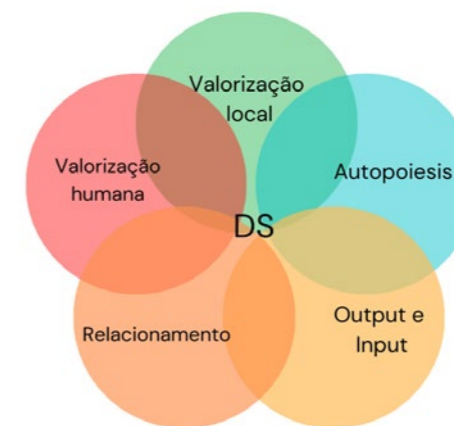 Valorização
local
Valorização
humana
Autopoiesis
DS
Relacionamento
Output e
Input